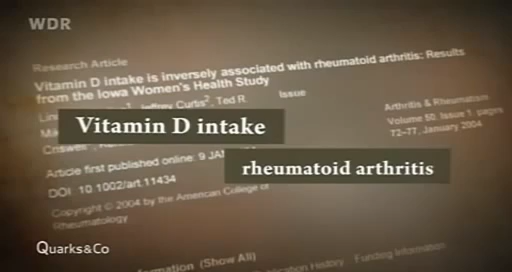 WDR
Research Article
Vitamin D intake is inversely associated with rheumatoid arthritis: Results
from the Iowa Women's Health Study
Jeffrey Curtis2, Ted R.
Issue
Arthritis & Rheumatism
Volume 50, Issue 1, pages
72–77, January 2004
Vitamin D intake
Criswell
Article first published online: 9 JAN
rheumatoid arthritis
DOI: 10.1002/art.11434
Copyright © 2004 by the American College of
Rheumatology
Quarks&Co
(Show All)
History
Funding Information